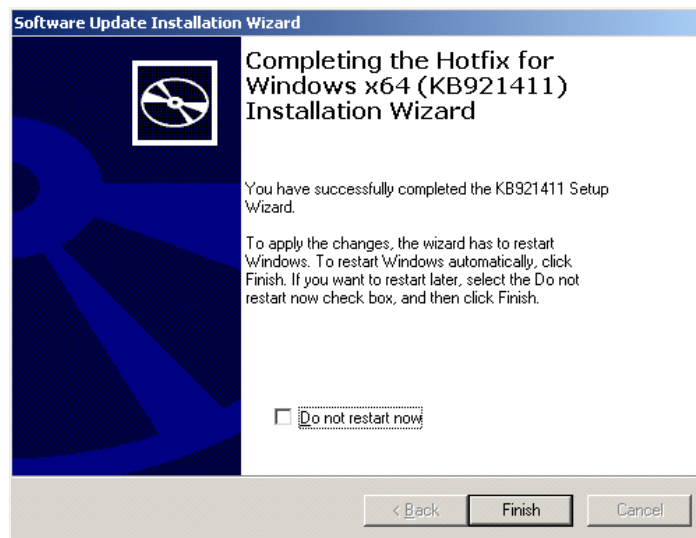 Software Update Installation Wizard
Completing the Hotfix for
Windows x64 (KB921411)
Installation Wizard
You have successfully completed the KB921411 Setup
Wizard.
To apply the changes, the wizard has to restart
Windows. To restart Windows automatically, click
Finish. If you want to restart later, select the Do not
restart now check box, and then click Finish.
Do not restart now
< Back
Finish
Cancel